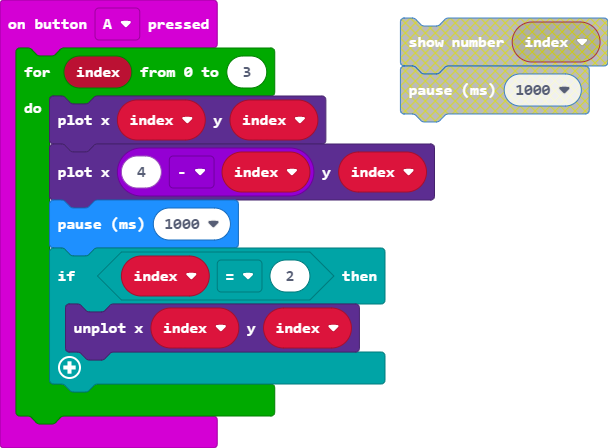 on button A pressed
show number index
for index from 0 to 3
pause (ms) 1000
do
plot x index y index
plot x 4 - index y index
pause (ms) 1000
if index = 2 then
unplot x index y index